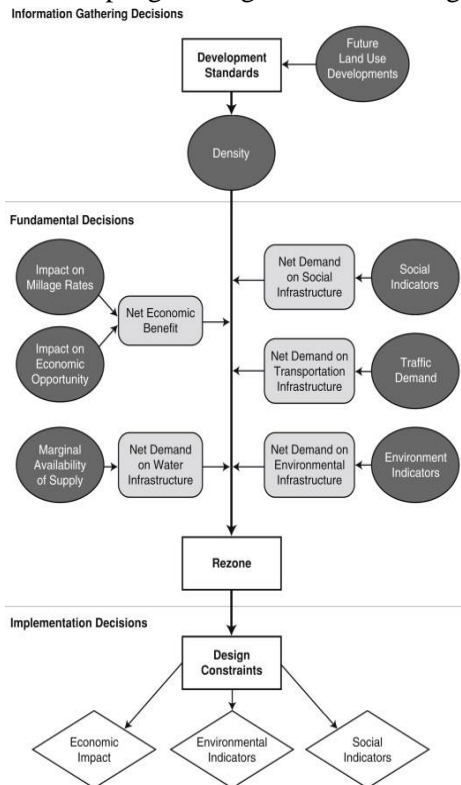 Information Gathering Decisions
Development
Standards
Future
Land Use
Developments
Density
Fundamental Decisions
Impact on
Millage Rates
Net Economic
Benefit
Impact on
Economic
Opportunity
Net Demand
on Social
Infrastructure
Social
Indicators
Net Demand on
Transportation
Infrastructure
Traffic
Demand
Marginal
Availability
of Supply
Net Demand
on Water
Infrastructure
Net Demand on
Environmental
Infrastructure
Environment
Indicators
Rezone
Implementation Decisions
Design
Constraints
Economic
Impact
Environmental
Indicators
Social
Indicators